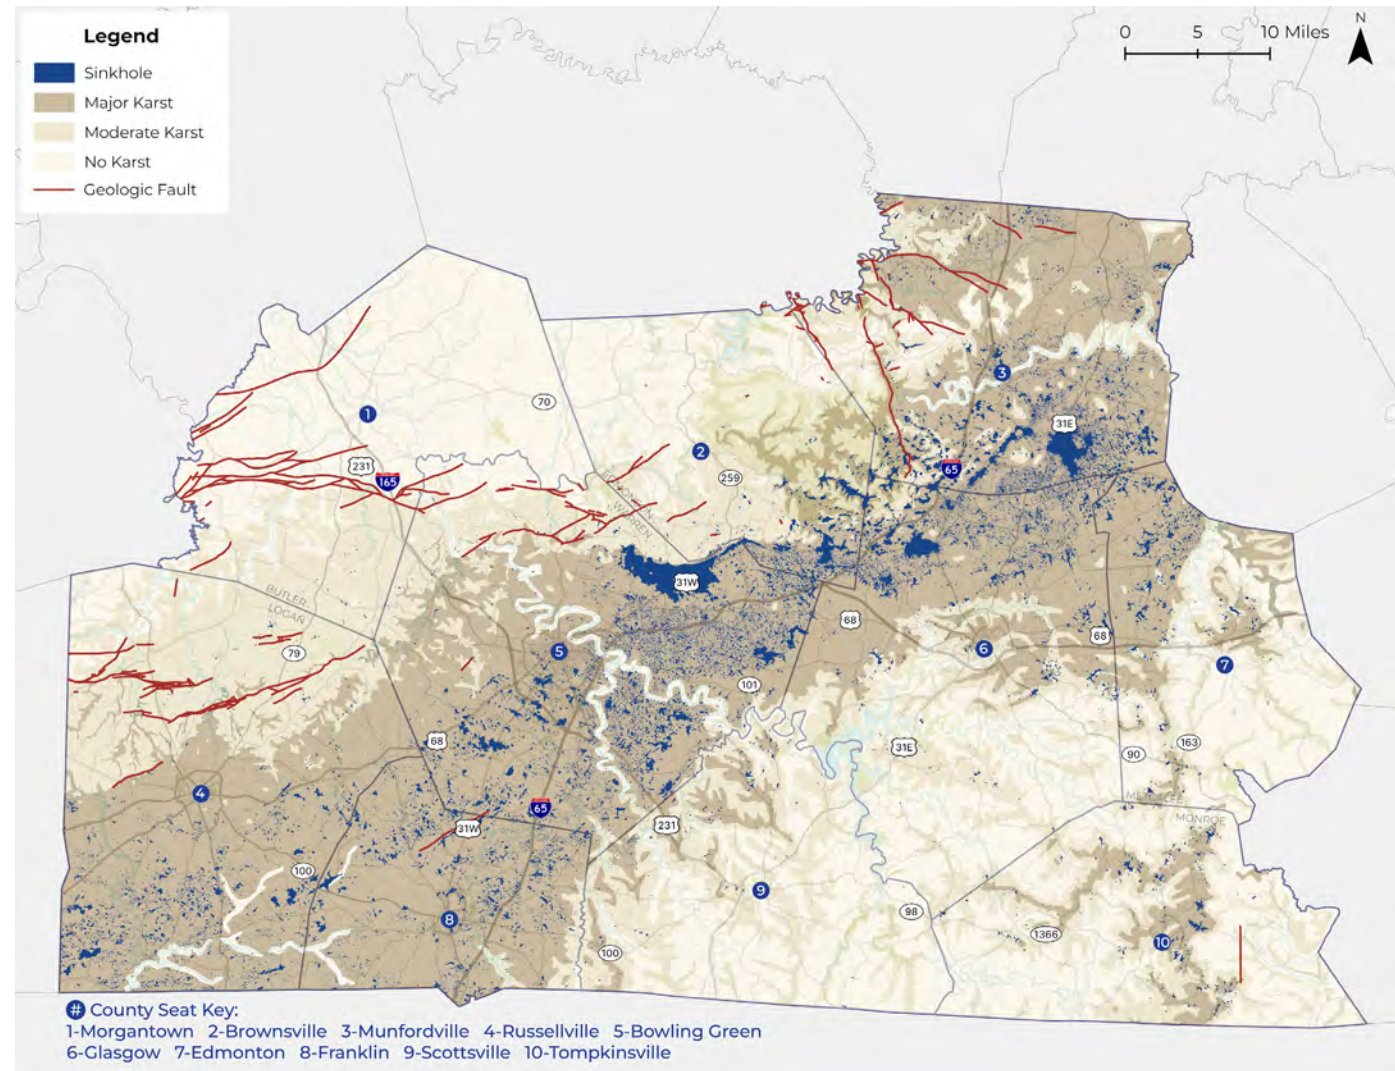 Legend
Sinkhole
Major Karst
Moderate Karst
No Karst
Geologic Fault
0 5 10 Miles
N
3
31E
70
1
231
165
2
259
65
EDMONSON
WARREN
31W
BUTLER
LOGAN
79
5
68
6
68
7
101
68
31E
90
163
4
65
31W
231
METCALFE
MONROE
100
8
9
98
1366
10
100
# County Seat Key:
1-Morgantown 2-Brownsville 3-Munfordville 4-Russellville 5-Bowling Green
6-Glasgow 7-Edmonton 8-Franklin 9-Scottsville 10-Tompkinsville